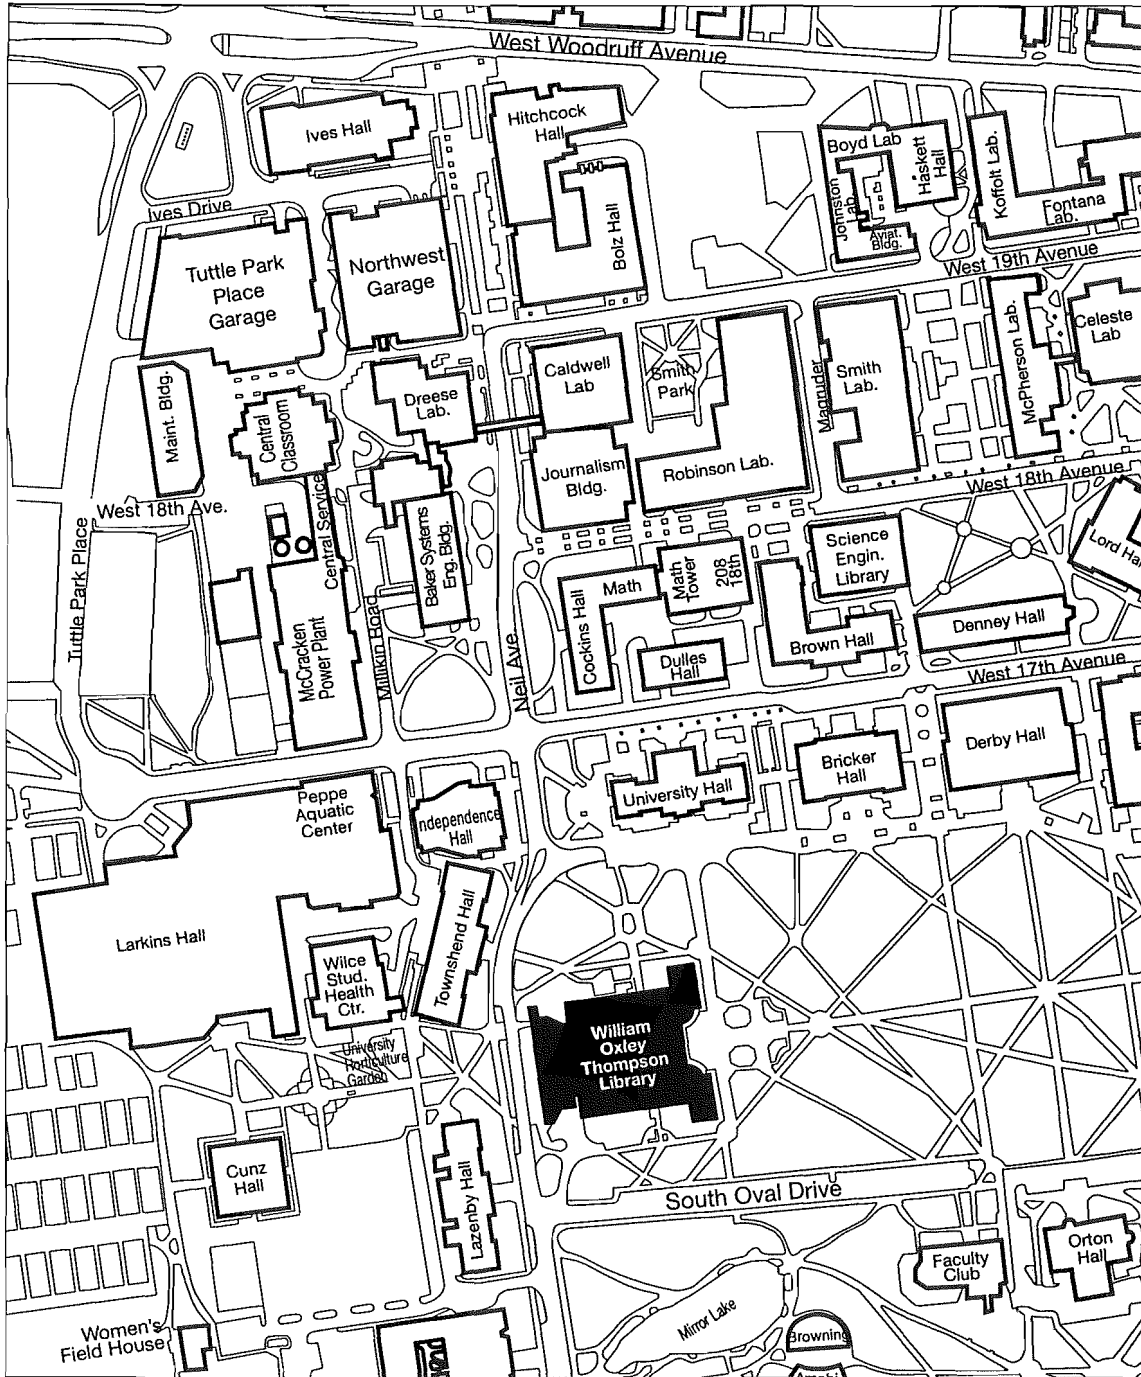 West Woodruff Avenue
Ives Hall
Hitchcock
Hall
Boyd Lab
Haskett
Hall
Koffolt Lab.
Johnston
Lab.
Aviat.
Bldg.
Fontana
Lab.
Ives Drive
Bolz Hall
West 19th Avenue
Tuttle Park
Place
Garage
Northwest
Garage
Caldwell
Lab
Smith
Park
Magruder
Smith
Lab.
McPherson Lab.
Celeste
Lab
Maint. Bldg.
Central
Classroom
Dreese
Lab.
Journalism
Bldg.
Robinson Lab.
West 18th Avenue
West 18th Ave.
Central Service
Baker Systems
Eng. Bldg.
Science
Engin.
Library
Lord Hall
Tuttle Park Place
McCracken
Power Plant
Millikin Road
Neil Ave.
Cockins Hall
Math
Math
Tower
208
18th
Dulles
Hall
Brown Hall
Denney Hall
West 17th Avenue
Peppe
Aquatic
Center
ndependence
Hall
University Hall
Bricker
Hall
Derby Hall
Larkins Hall
Wilce
Stud.
Health
Ctr.
Townshend Hall
University
Horticulture
Garden
William
Oxley
Thompson
Library
Cunz
Hall
Lazenby Hall
South Oval Drive
Mirror Lake
Faculty
Club
Orton
Hall
Browning
Women's
Field House